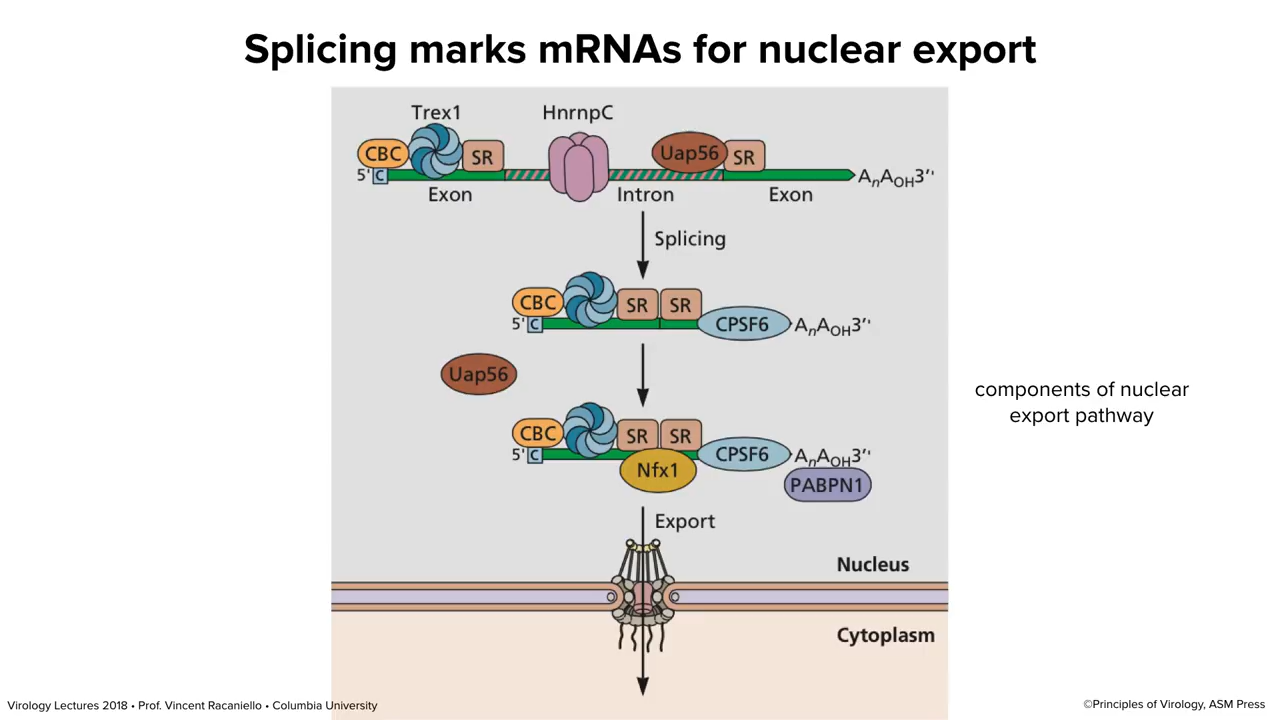 Splicing marks mRNAs for nuclear export
Trex1
HnrnpC
CBC
SR
Uap56
SR
5' C
AnAOH3′'
Exon
Intron
Exon
Splicing
CBC
SR
SR
CPSF6
5' C
AnAOH3′'
Uap56
components of nuclear
export pathway
CBC
SR
SR
CPSF6
5' C
AnAOH3′'
Nfx1
PABPN1
Export
Nucleus
Cytoplasm
Virology Lectures 2018 • Prof. Vincent Racaniello • Columbia University
©Principles of Virology, ASM Press